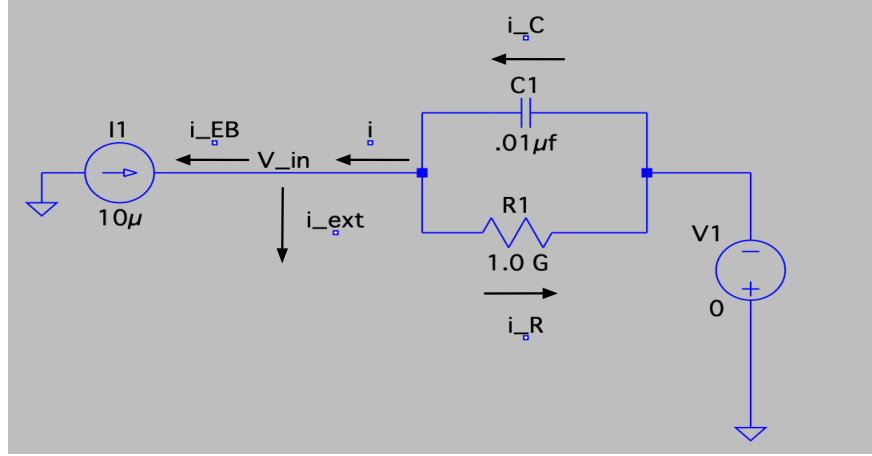 i_C
C1
.01µf
I1
i_EB
i
V_in
10µ
i_ext
R1
1.0 G
V1
−
+
0
i_R